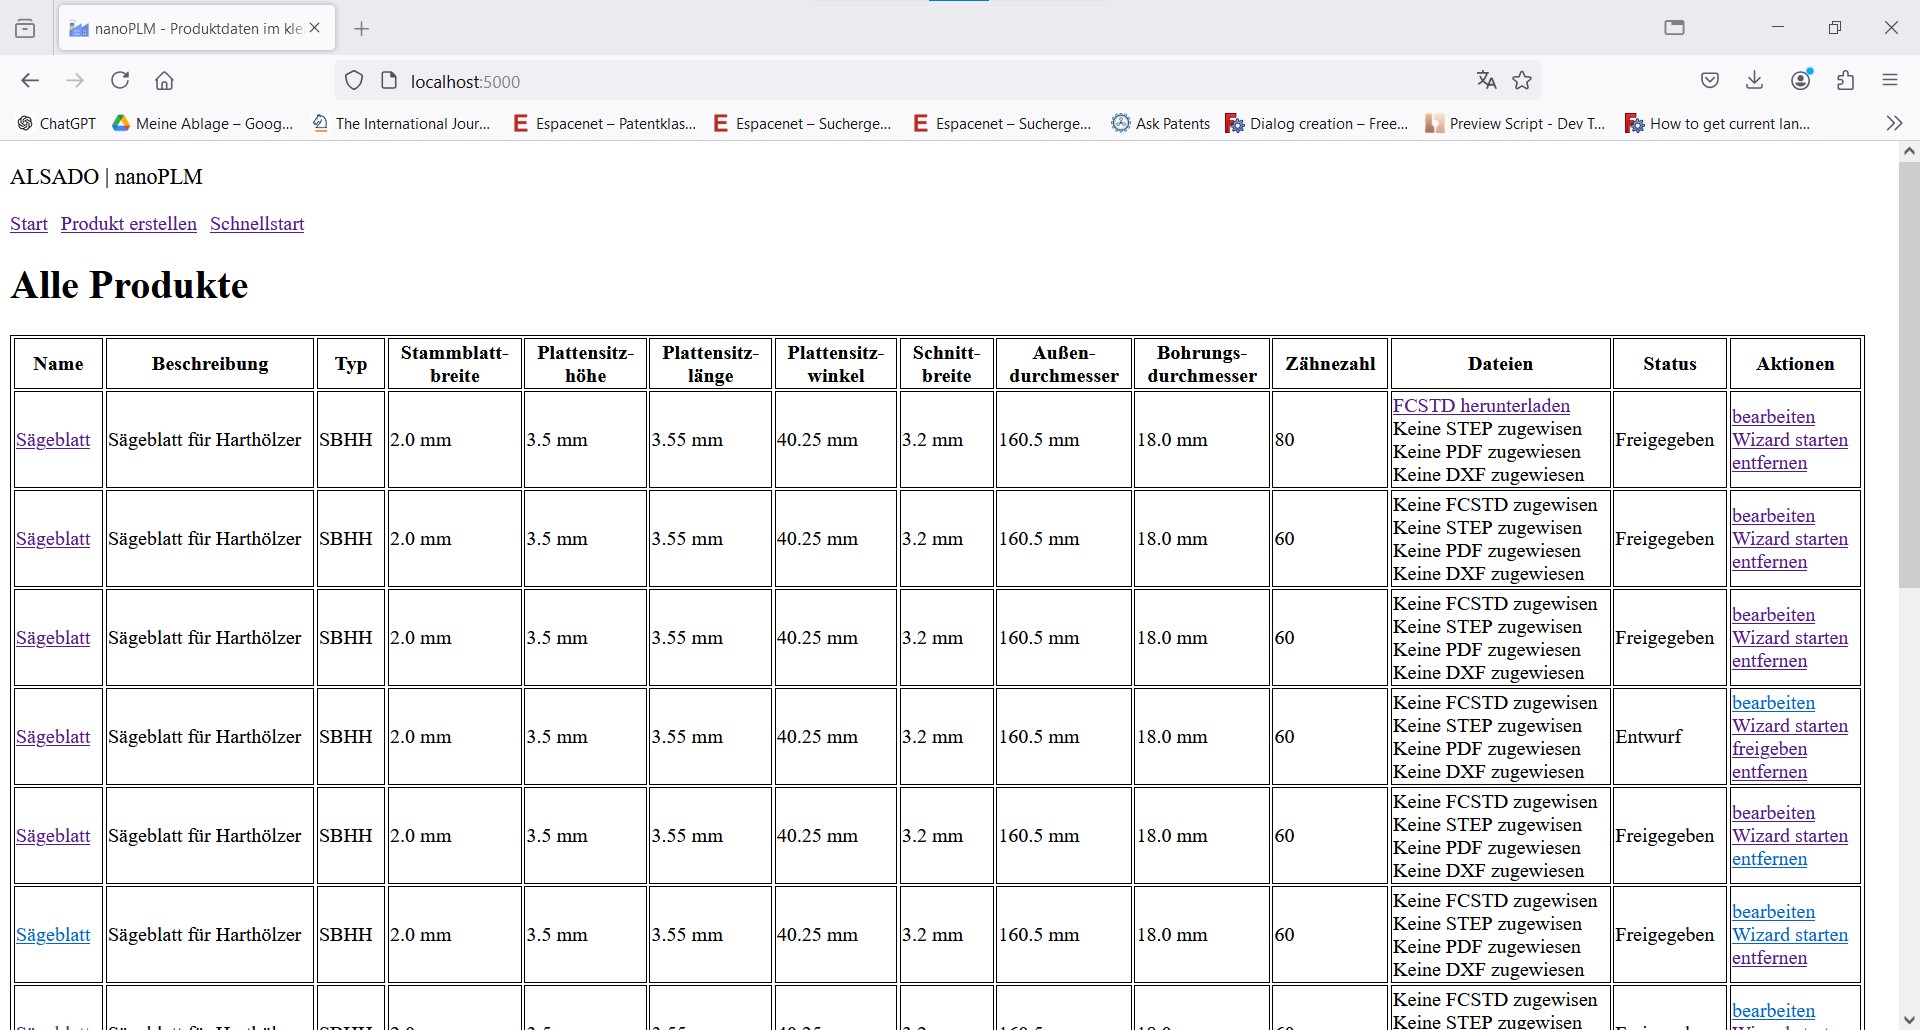 nanoPLM - Produktdaten im kle
localhost:5000
ChatGPT Meine Ablage – Goog... The International Jour... Espacenet – Patentklas... Espacenet – Sucherge... Espacenet – Sucherge... Ask Patents Dialog creation – Free... Preview Script - Dev T... How to get current lan...
ALSADO | nanoPLM
Start Produkt erstellen Schnellstart
Alle Produkte
Name Beschreibung Typ Stammblatt-breite Plattensitz-höhe Plattensitz-länge Plattensitz-winkel Schnitt-breite Außen-durchmesser Bohrungs-durchmesser Zähnezahl Dateien Status Aktionen
FCSTD herunterladen bearbeiten
Sägeblatt Sägeblatt für Harthölzer SBHH 2.0 mm 3.5 mm 3.55 mm 40.25 mm 3.2 mm 160.5 mm 18.0 mm 80 Keine STEP zugewisen Freigegeben Wizard starten
Keine PDF zugewiesen entfernen
Keine DXF zugewiesen
Keine FCSTD zugewisen bearbeiten
Sägeblatt Sägeblatt für Harthölzer SBHH 2.0 mm 3.5 mm 3.55 mm 40.25 mm 3.2 mm 160.5 mm 18.0 mm 60 Keine STEP zugewisen Freigegeben Wizard starten
Keine PDF zugewiesen entfernen
Keine DXF zugewiesen
Keine FCSTD zugewisen bearbeiten
Sägeblatt Sägeblatt für Harthölzer SBHH 2.0 mm 3.5 mm 3.55 mm 40.25 mm 3.2 mm 160.5 mm 18.0 mm 60 Keine STEP zugewisen Freigegeben Wizard starten
Keine PDF zugewiesen entfernen
Keine DXF zugewiesen
Keine FCSTD zugewisen bearbeiten
Sägeblatt Sägeblatt für Harthölzer SBHH 2.0 mm 3.5 mm 3.55 mm 40.25 mm 3.2 mm 160.5 mm 18.0 mm 60 Keine STEP zugewisen Entwurf Wizard starten
Keine PDF zugewiesen freigeben
Keine DXF zugewiesen entfernen
Keine FCSTD zugewisen bearbeiten
Sägeblatt Sägeblatt für Harthölzer SBHH 2.0 mm 3.5 mm 3.55 mm 40.25 mm 3.2 mm 160.5 mm 18.0 mm 60 Keine STEP zugewisen Freigegeben Wizard starten
Keine PDF zugewiesen entfernen
Keine DXF zugewiesen
Keine FCSTD zugewisen bearbeiten
Sägeblatt Sägeblatt für Harthölzer SBHH 2.0 mm 3.5 mm 3.55 mm 40.25 mm 3.2 mm 160.5 mm 18.0 mm 60 Keine STEP zugewisen Freigegeben Wizard starten
Keine PDF zugewiesen entfernen
Keine DXF zugewiesen
Keine FCSTD zugewisen bearbeiten
Keine STEP zugewisen